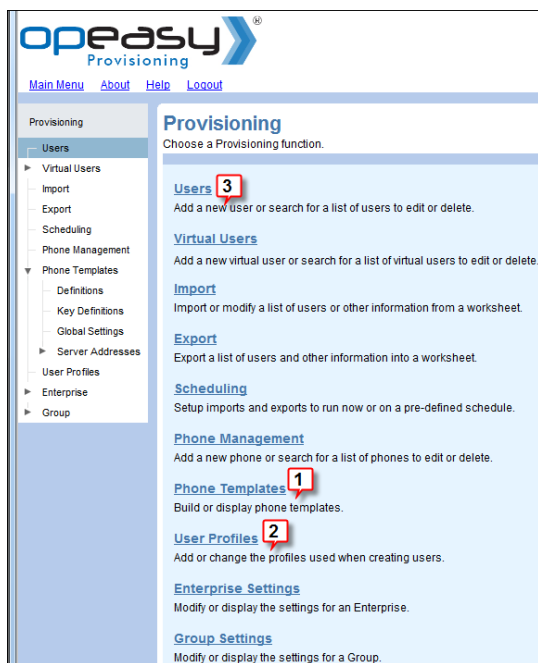 opeasy®
Provisioning
Main Menu About Help Logout
Provisioning
Users
Virtual Users
Import
Export
Scheduling
Phone Management
Phone Templates
Definitions
Key Definitions
Global Settings
Server Addresses
User Profiles
Enterprise
Group
Provisioning
Choose a Provisioning function.
Users 3
Add a new user or search for a list of users to edit or delete.
Virtual Users
Add a new virtual user or search for a list of virtual users to edit or delete.
Import
Import or modify a list of users or other information from a worksheet.
Export
Export a list of users and other information into a worksheet.
Scheduling
Setup imports and exports to run now or on a pre-defined schedule.
Phone Management
Add a new phone or search for a list of phones to edit or delete.
Phone Templates 1
Build or display phone templates.
User Profiles 2
Add or change the profiles used when creating users.
Enterprise Settings
Modify or display the settings for an Enterprise.
Group Settings
Modify or display the settings for a Group.